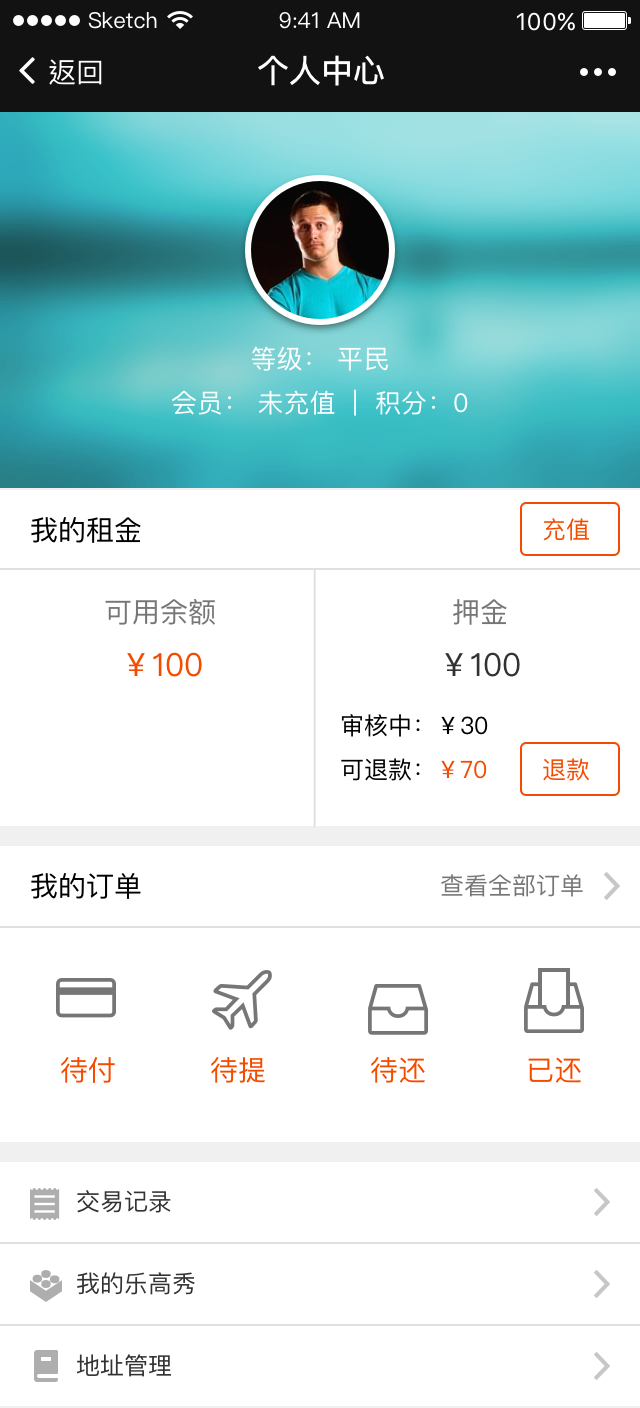 Sketch 9:41 AM 100%
返回 个人中心
等级： 平民
会员： 未充值 | 积分：0
我的租金 充值
可用余额 押金
¥ 100 ¥ 100
审核中： ¥ 30
可退款： ¥ 70 退款
我的订单 查看全部订单
待付 待提 待还 已还
交易记录
我的乐高秀
地址管理